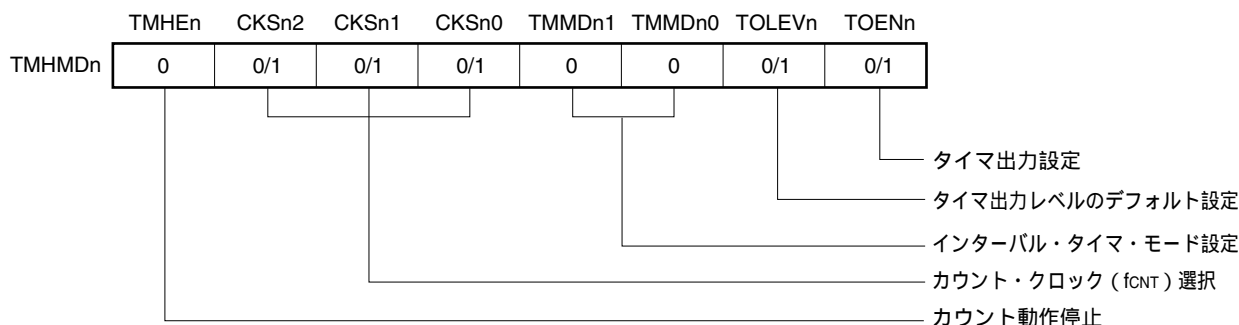 TMHEn CKSn2 CKSn1 CKSn0 TMMDn1 TMMDn0 TOLEVn TOENn
TMHMDn 0 0/1 0/1 0/1 0 0 0/1 0/1
タイマ出力設定
タイマ出力レベルのデフォルト設定
インターバル・タイマ・モード設定
カウント・クロック（fCNT）選択
カウント動作停止